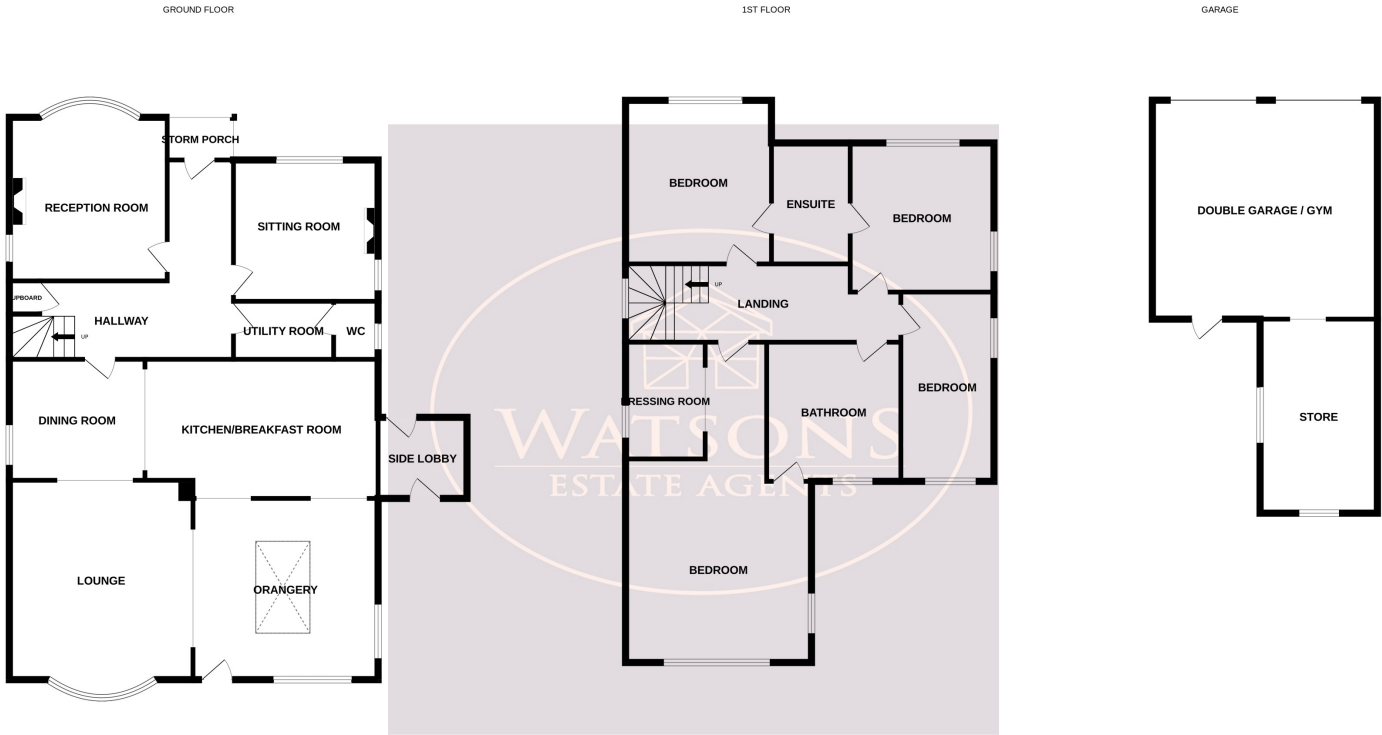 GROUND FLOOR
1ST FLOOR
GARAGE
STORM PORCH
RECEPTION ROOM
SITTING ROOM
UPBOARD
HALLWAY
UP
UTILITY ROOM
WC
DINING ROOM
KITCHEN/BREAKFAST ROOM
SIDE LOBBY
LOUNGE
ORANGERY
BEDROOM
ENSUITE
BEDROOM
UP
LANDING
BEDROOM
DRESSING ROOM
BATHROOM
WATSONS
ESTATE AGENTS
BEDROOM
DOUBLE GARAGE / GYM
STORE